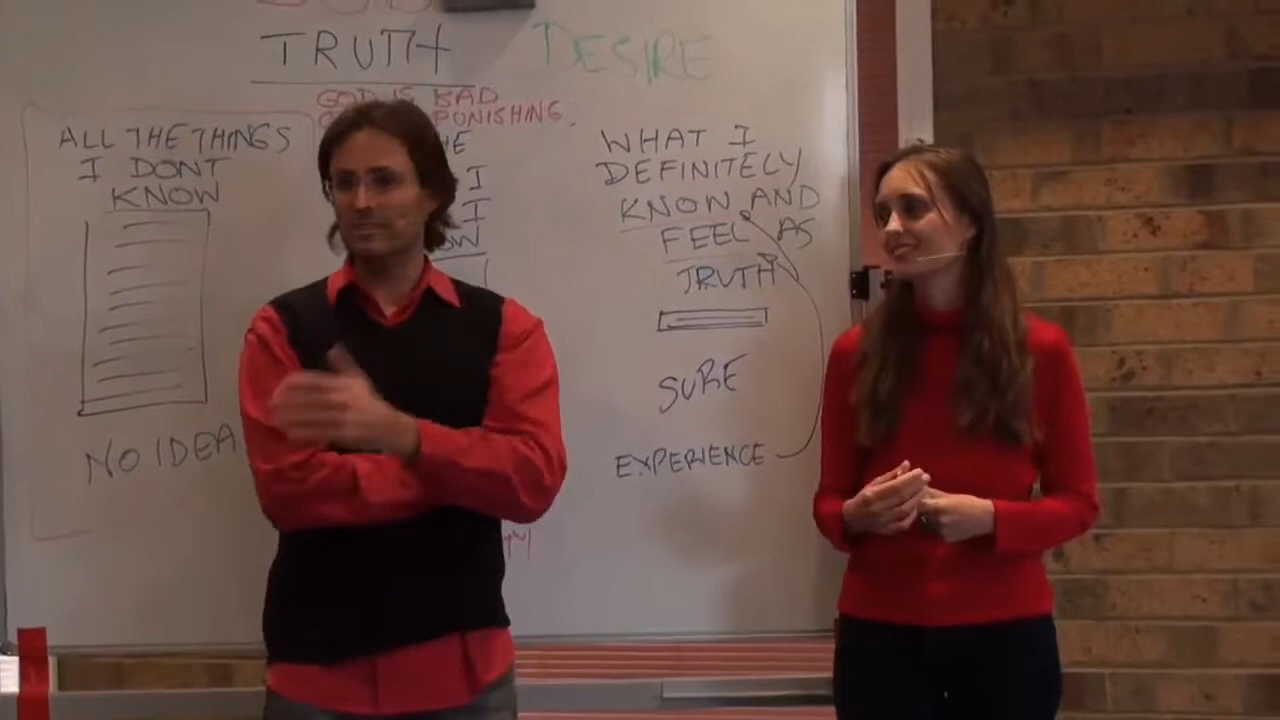 TRUTH
DESIRE
GOD IS BAD
PUNISHING.
ALL THE THINGS
I DONT
KNOW
NO IDEA
I
I
WHAT I
DEFINITELY
KNOW AND
FEEL AS
TRUTH
SURE
EXPERIENCE